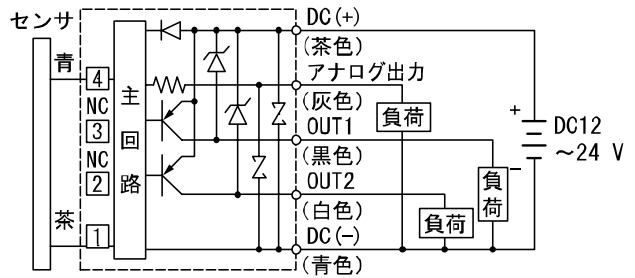 センサ
青
茶
4
NC
3
NC
2
1
主回路
DC(+)
(茶色)
アナログ出力
(灰色)
OUT1
(黒色)
OUT2
(白色)
DC(-)
(青色)
負荷
負荷
負荷
+
DC12
～24 V
-